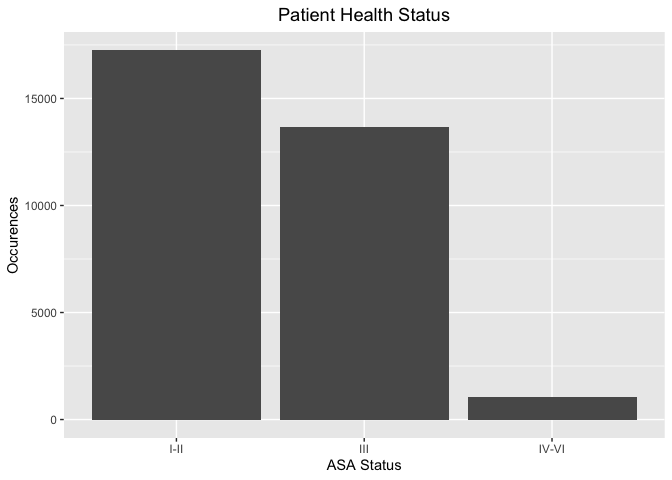 Patient Health Status
15000
10000
5000
0
Occurences
I-II
III
IV-VI
ASA Status